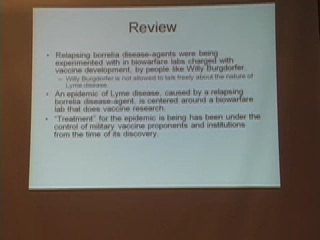 Review
• Relapsing borrelia disease-agents were being
experimented with in biowarfare labs charged with
vaccine development, by people like Willy Burgdorfer.
– Willy Burgdorfer is not allowed to talk freely about the nature of
Lyme disease.
• An epidemic of Lyme disease, caused by a relapsing
borrelia disease-agent, is centered around a biowarfare
lab that does vaccine research.
• "Treatment" for the epidemic is being has been under the
control of military vaccine proponents and institutions
from the time of its discovery.